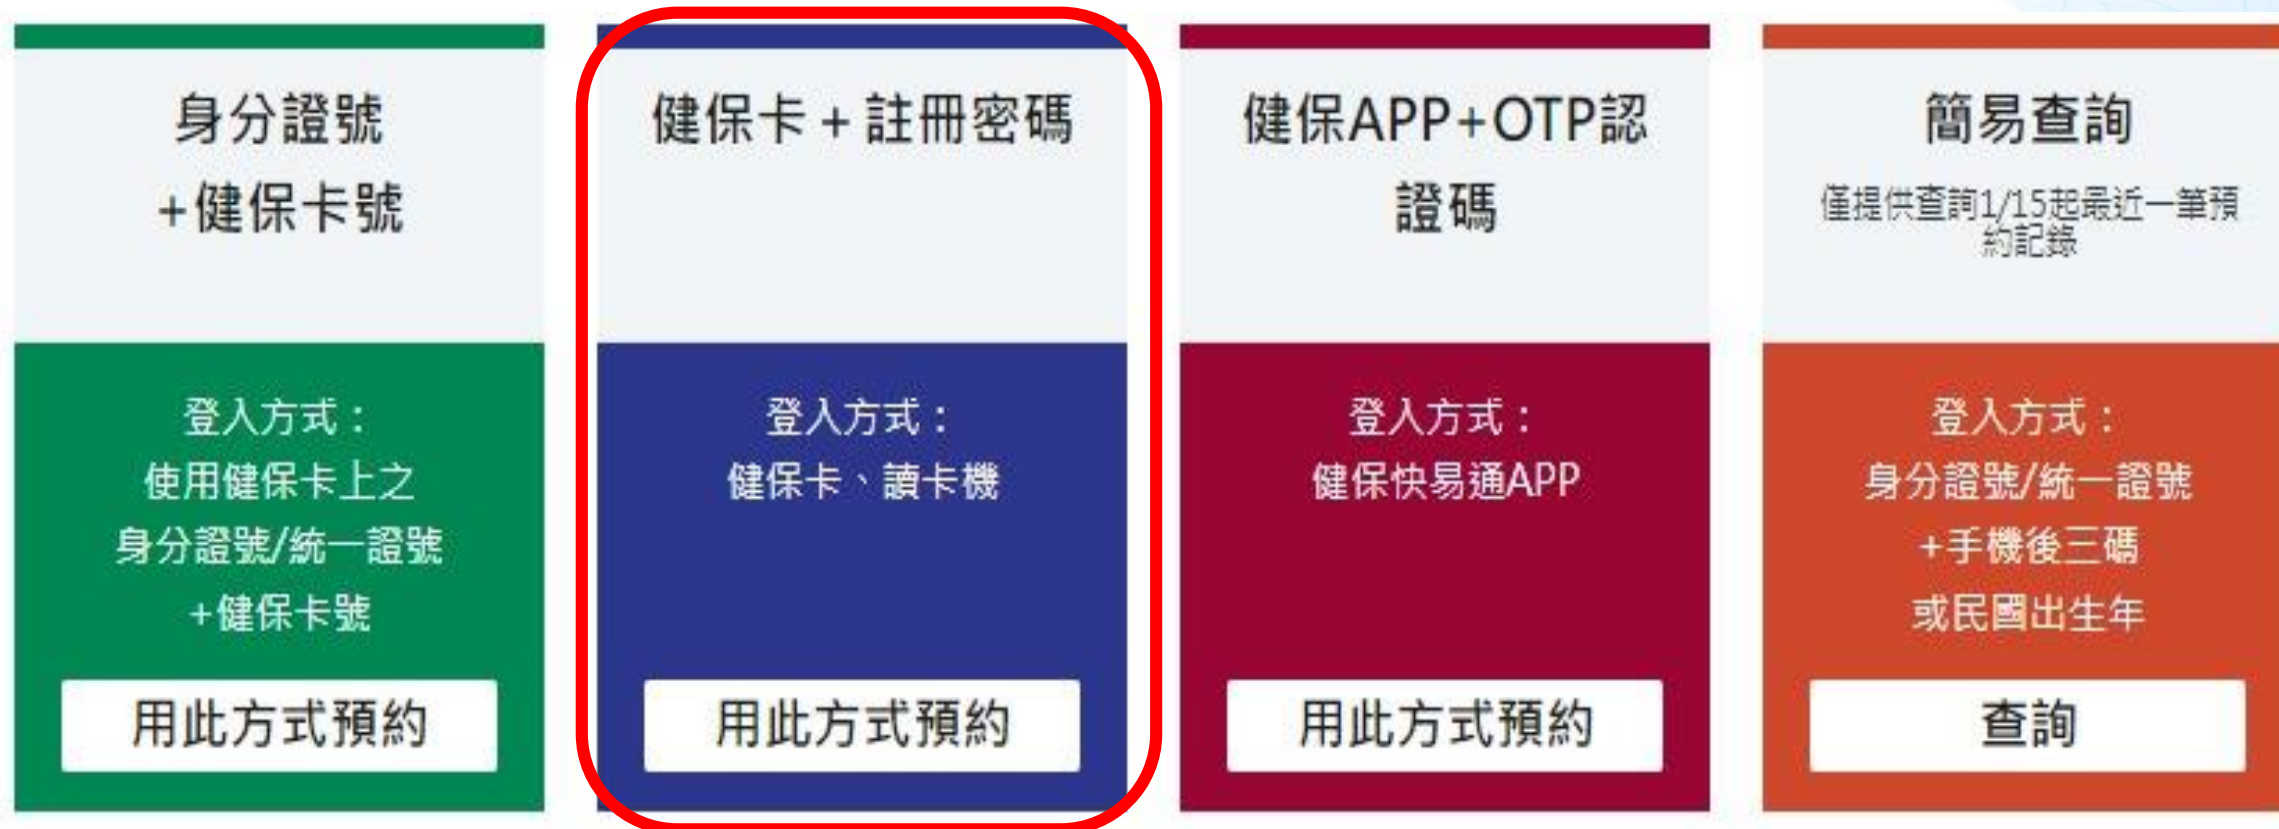 身分證號
+健保卡號
登入方式：
使用健保卡上之
身分證號/統一證號
+健保卡號
用此方式預約
健保卡+註冊密碼
登入方式：
健保卡、讀卡機
用此方式預約
健保APP+OTP認
證碼
登入方式：
健保快易通APP
用此方式預約
簡易查詢
僅提供查詢1/15起最近一筆預
約記錄
登入方式：
身分證號/統一證號
+手機後三碼
或民國出生年
查詢